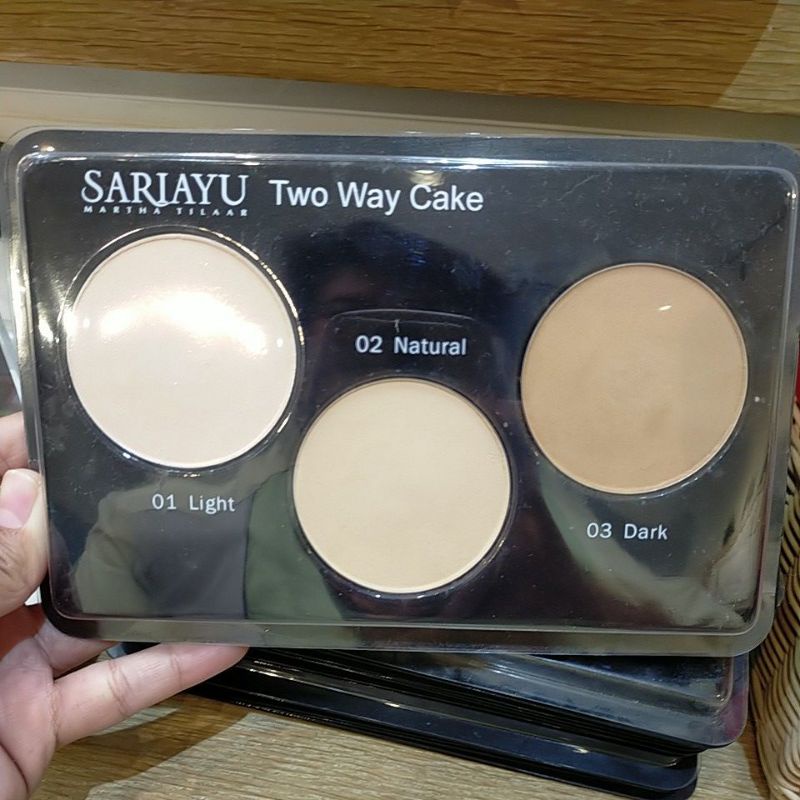 SARIAYU Two Way Cake
MARTHA TILAAR
02 Natural
01 Light
03 Dark